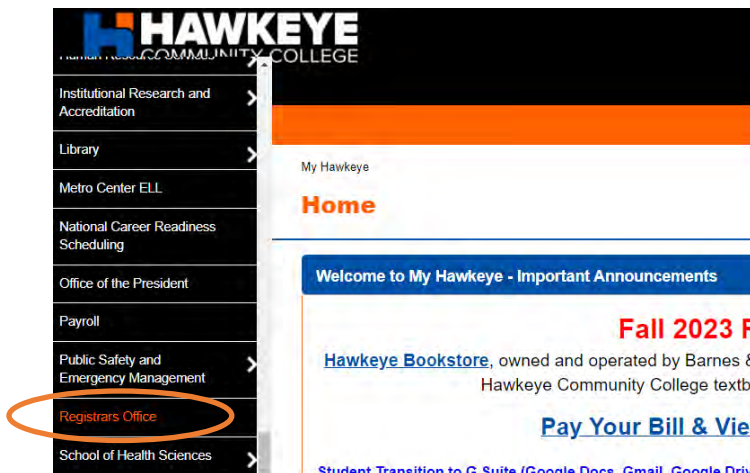 HAWKEYE
COMMUNITY COLLEGE
Human Resource Services
Institutional Research and
Accreditation
Library
Metro Center ELL
National Career Readiness
Scheduling
Office of the President
Payroll
Public Safety and
Emergency Management
Registrars Office
School of Health Sciences
My Hawkeye
Home
Welcome to My Hawkeye - Important Announcements
Fall 2023
Hawkeye Bookstore, owned and operated by Barnes &
Hawkeye Community College
Pay Your Bill &
Student Transition to G Suite (Google Docs, Gmail, Google